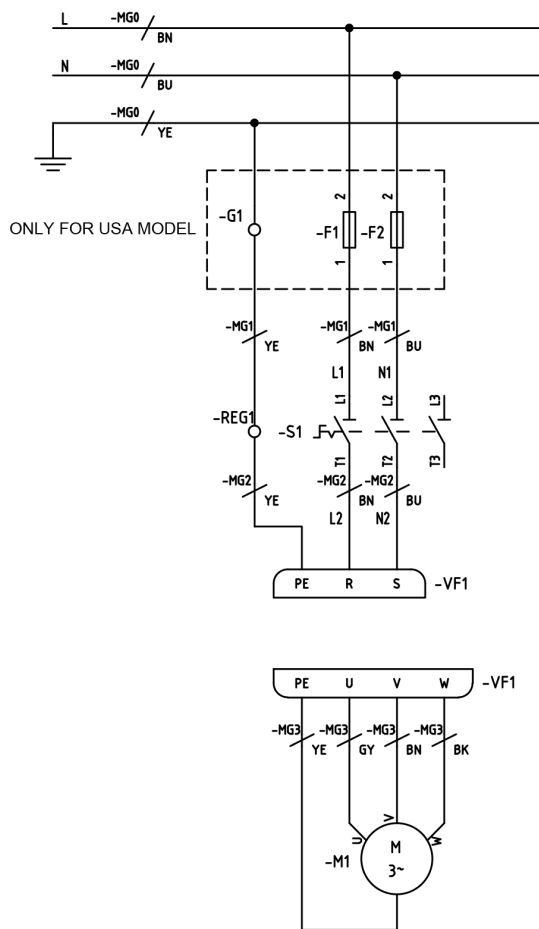 L -MG0 BN
N -MG0 BU
-MG0 YE
ONLY FOR USA MODEL
-G1
2 2
-F1 -F2
1 1
-MG1 YE -MG1 BN -MG1 BU
L1 N1
L1 L2 L3
-REG1 -S1
T1 T2 T3
-MG2 YE -MG2 BN -MG2 BU
L2 N2
PE R S -VF1
PE U V W -VF1
-MG3 YE -MG3 GY -MG3 BN -MG3 BK
U V W
-M1 M
3~